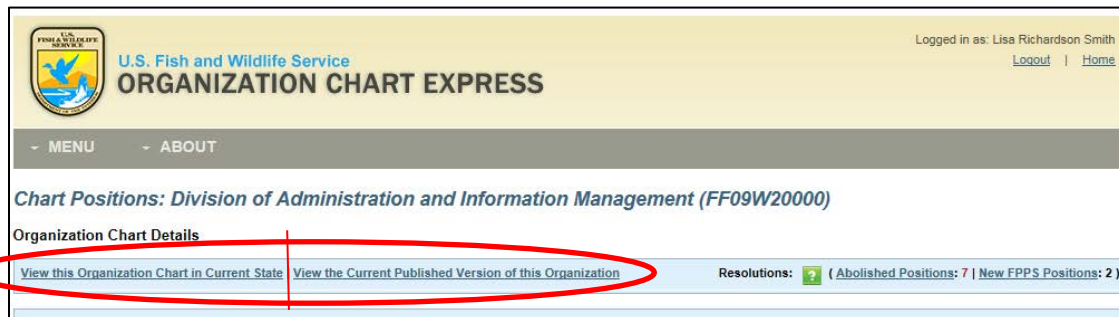 U.S.
FISH & WILDLIFE
SERVICE
Logged in as: Lisa Richardson Smith
U.S. Fish and Wildlife Service
Logout | Home
ORGANIZATION CHART EXPRESS
MENU ABOUT
Chart Positions: Division of Administration and Information Management (FF09W20000)
Organization Chart Details
View this Organization Chart in Current State | View the Current Published Version of this Organization Resolutions: ? ( Abolished Positions: 7 | New FPPS Positions: 2 )